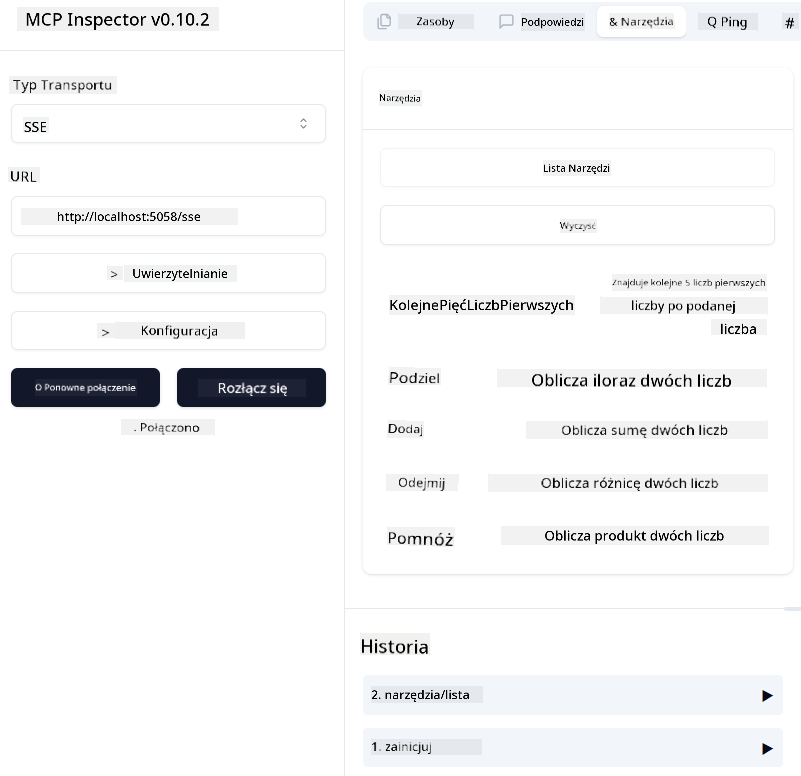 MCP Inspector v0.10.2
Typ Transportu
SSE
URL
http://localhost:5058/sse
> Uwierzytelnianie
> Konfiguracja
O Ponowne połączenie
Rozłącz się
. Połączono
Zasoby
Podpowiedzi
& Narzędzia
Q Ping
#
Narzędzia
Lista Narzędzi
Wyczyść
KolejnePięćLiczbPierwszych
Znajduje kolejne 5 liczb pierwszych
liczby po podanej
liczba
Podziel
Oblicza iloraz dwóch liczb
Dodaj
Oblicza sumę dwóch liczb
Odejmij
Oblicza różnicę dwóch liczb
Pomnóż
Oblicza produkt dwóch liczb
Historia
2. narzędzia/lista
1. zainicjuj